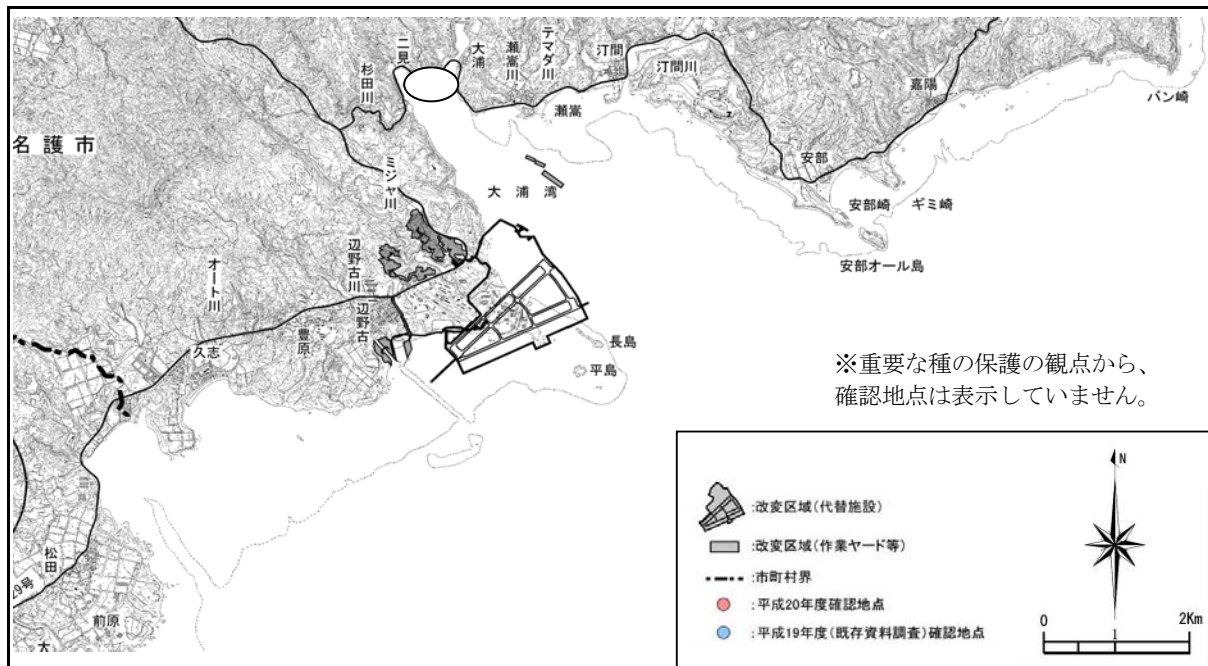 二見
大浦
瀬嵩川
テマダ川
汀間
汀間川
嘉陽
バン崎
杉田川
瀬嵩
名護市
ミジャ川
大浦湾
安部
安部崎
ギミ崎
安部オール島
辺野古川
辺野古
オート川
豊原
久志
長島
平島
※重要な種の保護の観点から、
確認地点は表示していません。
松田
29号
前原
大
N
:改変区域(代替施設)
:改変区域(作業ヤード等)
:市町村界
:平成20年度確認地点
:平成19年度(既存資料調査)確認地点
0 1 2Km